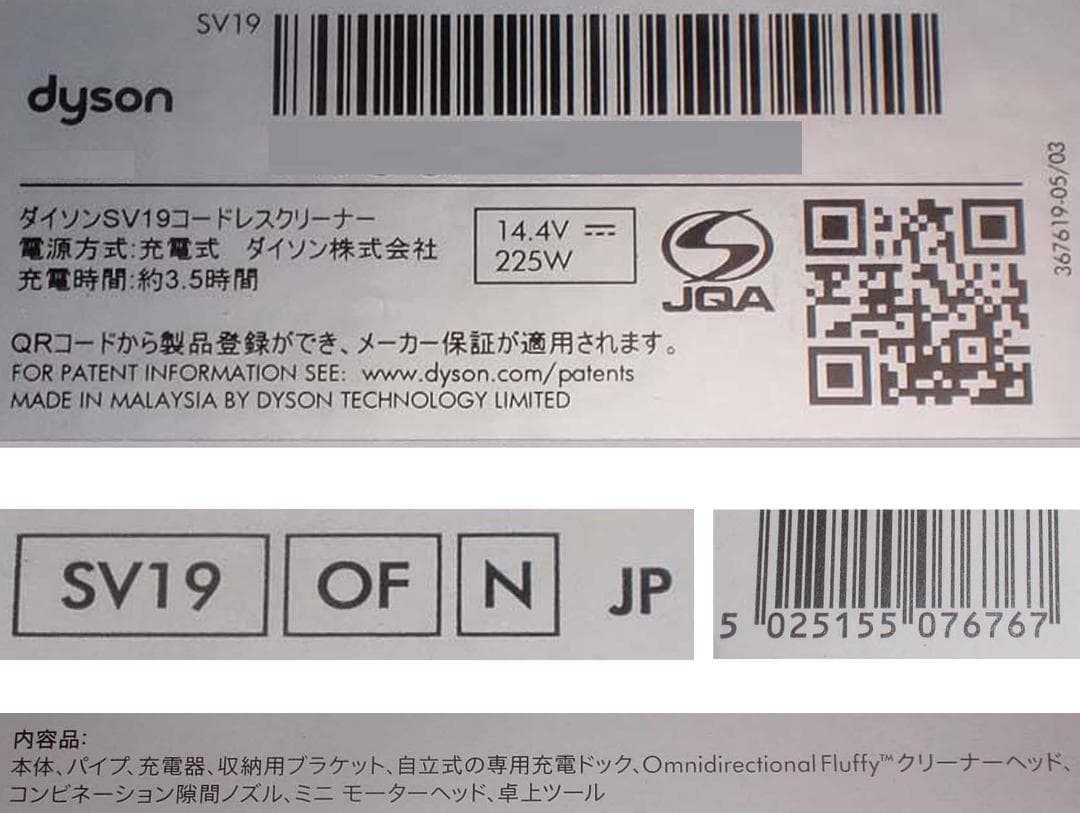 SV19
dyson
ダイソンSV19コードレスクリーナー
電源方式:充電式 ダイソン株式会社
充電時間:約3.5時間
14.4V ⎓
225W
JQA
367619-05/03
QRコードから製品登録ができ、メーカー保証が適用されます。
FOR PATENT INFORMATION SEE: www.dyson.com/patents
MADE IN MALAYSIA BY DYSON TECHNOLOGY LIMITED
SV19 OF N JP
5 025155 076767
内容品:
本体、パイプ、充電器、収納用ブラケット、自立式の専用充電ドック、Omnidirectional Fluffy™クリーナーヘッド、
コンビネーション隙間ノズル、ミニ モーターヘッド、卓上ツール